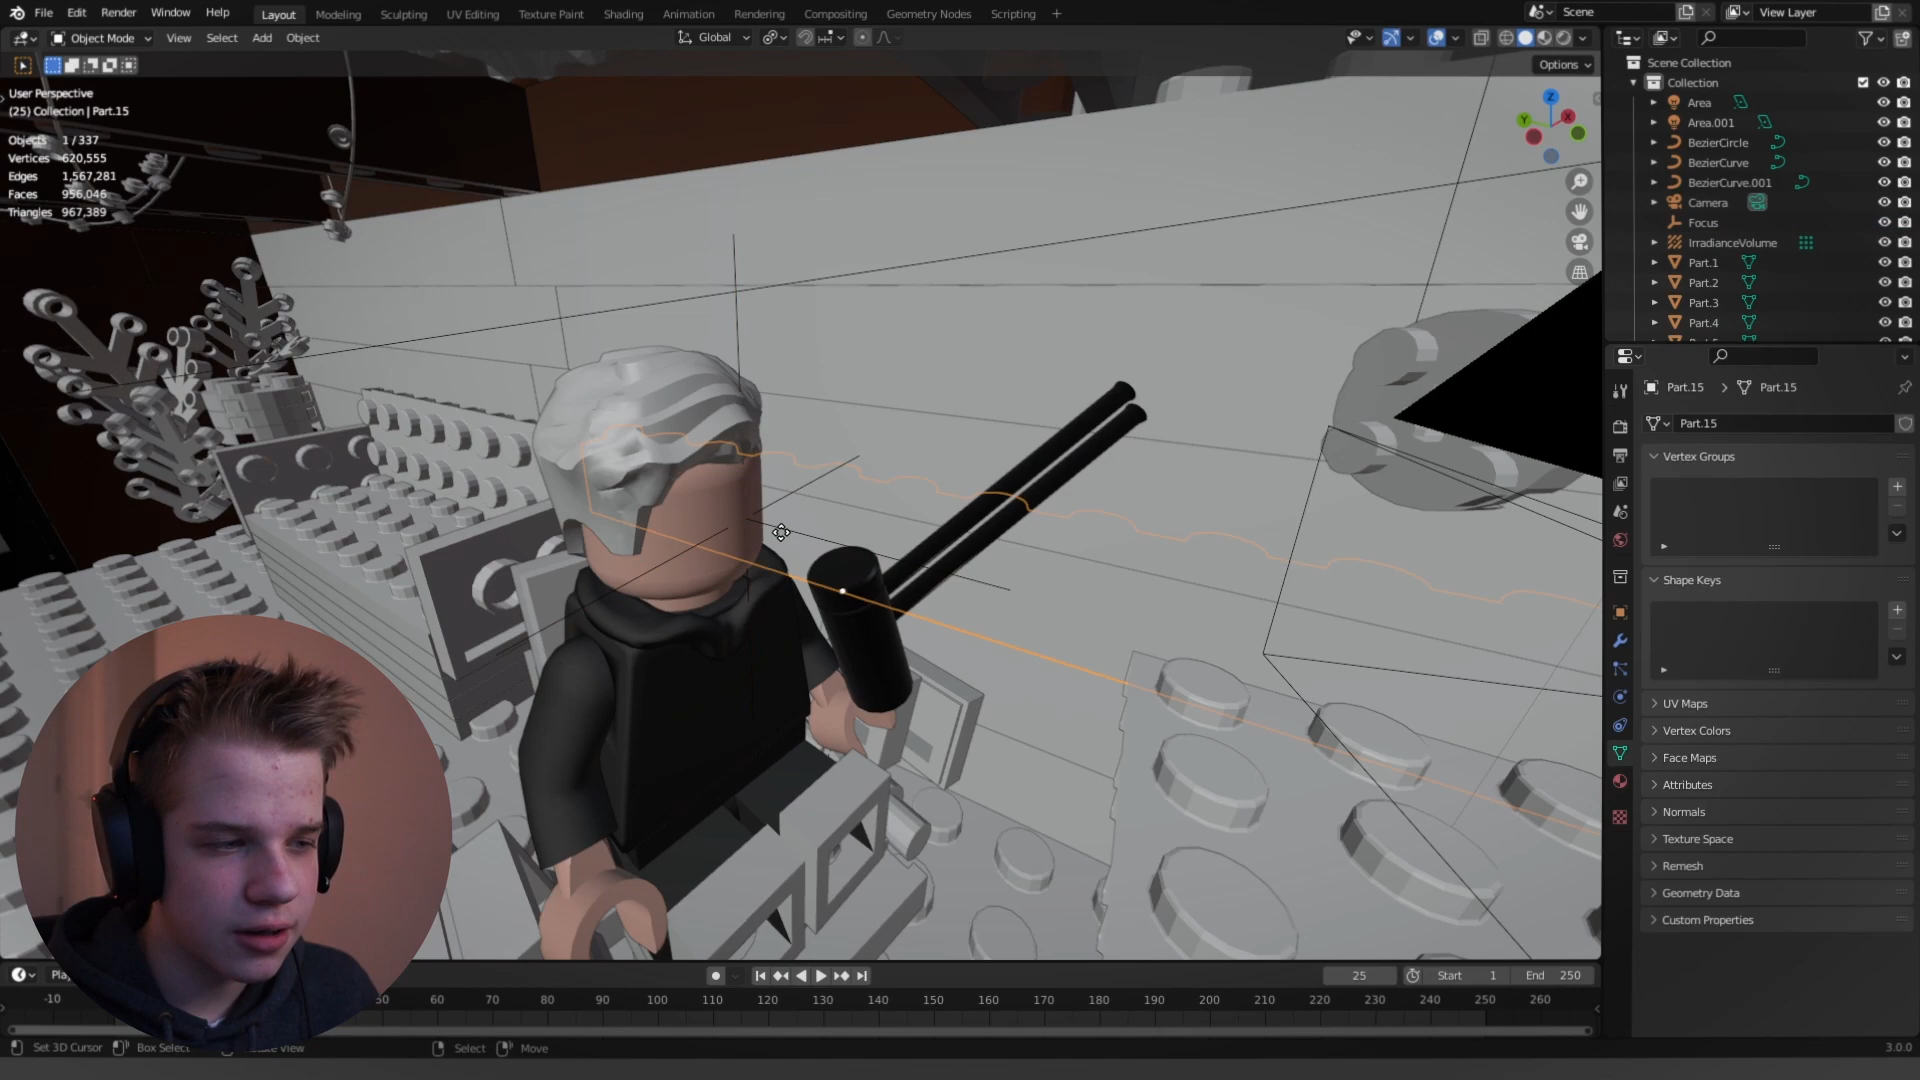 File Edit Render Window Help Layout Modeling Sculpting UV Editing Texture Paint Shading Animation Rendering Compositing Geometry Nodes Scripting + Scene View Layer
Object Mode View Select Add Object Global
Options
User Perspective
(25) Collection | Part.15
Objects 1 / 337
Vertices 620,555
Edges 1,567,281
Faces 956,046
Triangles 967,389
Z
Y
X
Scene Collection
Collection
Area
Area.001
BezierCircle
BezierCurve
BezierCurve.001
Camera
Focus
IrradianceVolume
Part.1
Part.2
Part.3
Part.4
Part.15 > Part.15
Part.15
Vertex Groups
Shape Keys
UV Maps
Vertex Colors
Face Maps
Attributes
Normals
Texture Space
Remesh
Geometry Data
Custom Properties
25 Start 1 End 250
-10 50 60 70 80 90 100 110 120 130 140 150 160 170 180 190 200 210 220 230 240 250 260
Set 3D Cursor Box Select View Select Move 3.0.0